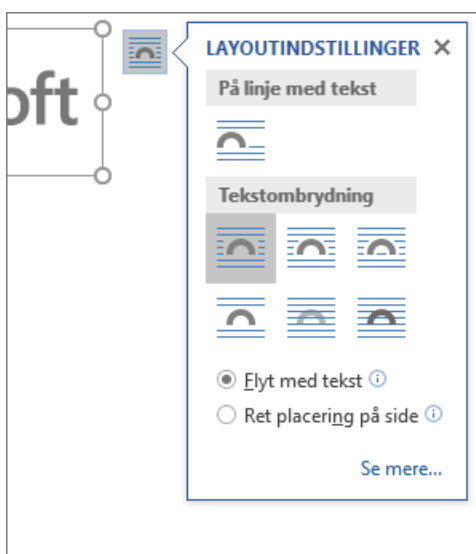 oft
LAYOUTINDSTILLINGER
På linje med tekst
Tekstombrydning
Flyt med tekst
Ret placering på side
Se mere...